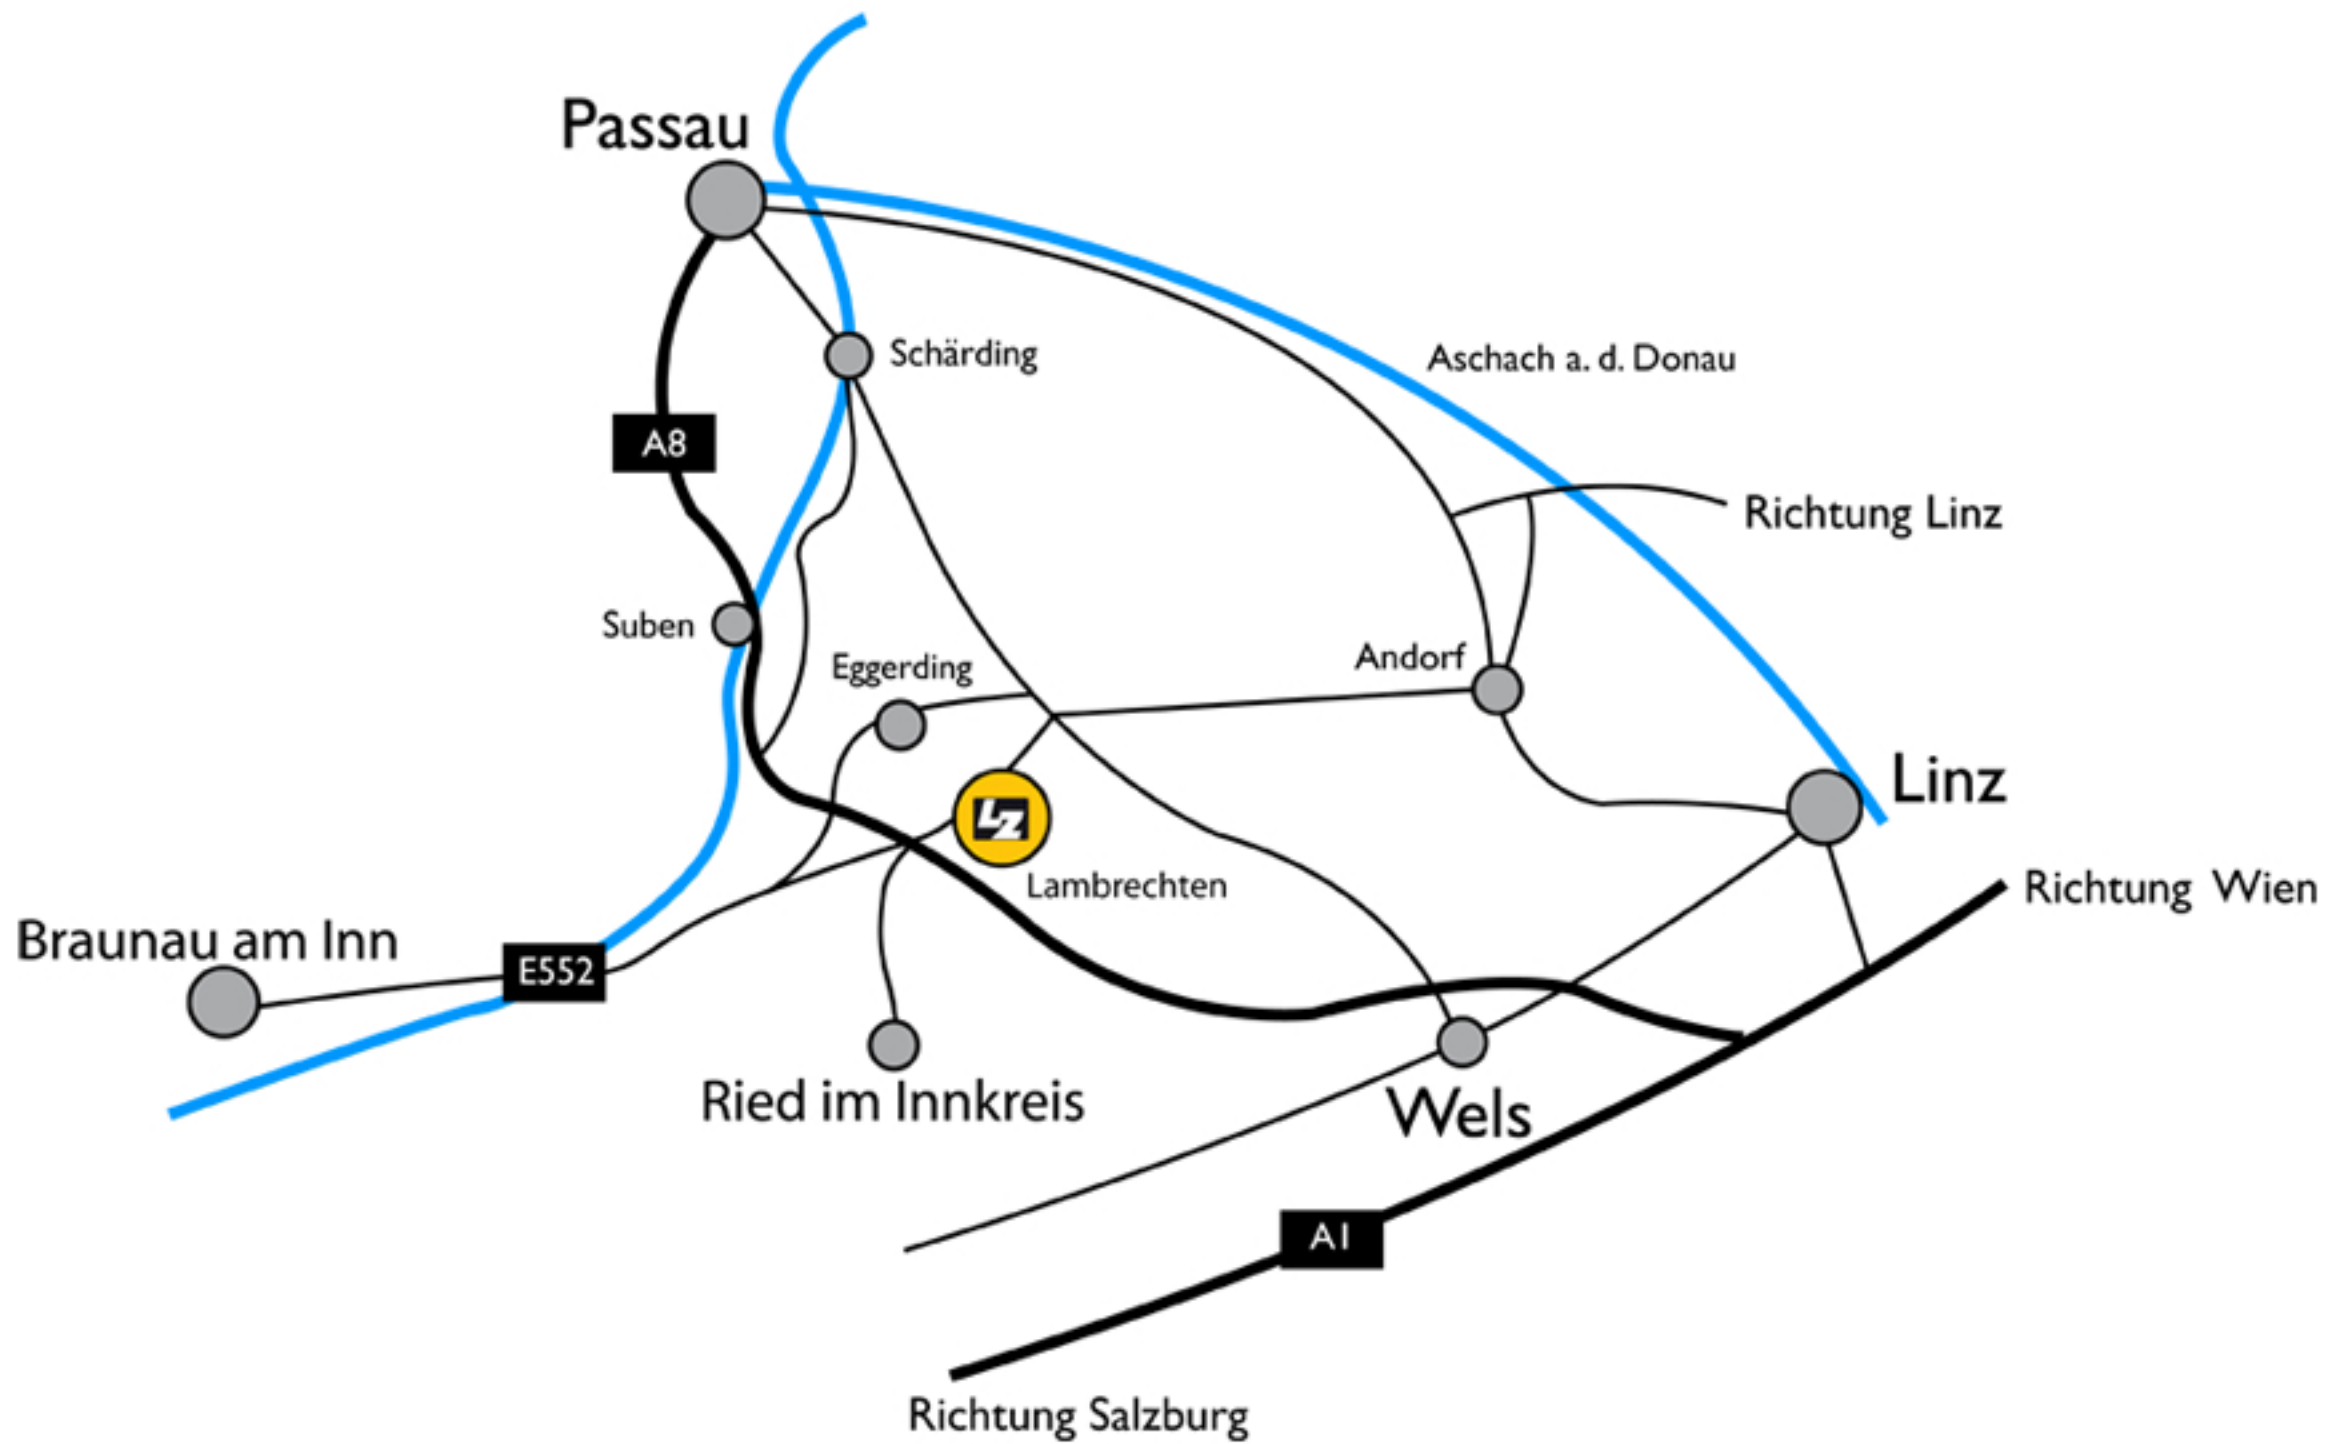 Passau
Schärding
Aschach a. d. Donau
A8
Richtung Linz
Suben
Eggerding
Andorf
Linz
LZ
Lambrechten
Richtung Wien
Braunau am Inn
E552
Ried im Innkreis
Wels
A1
Richtung Salzburg